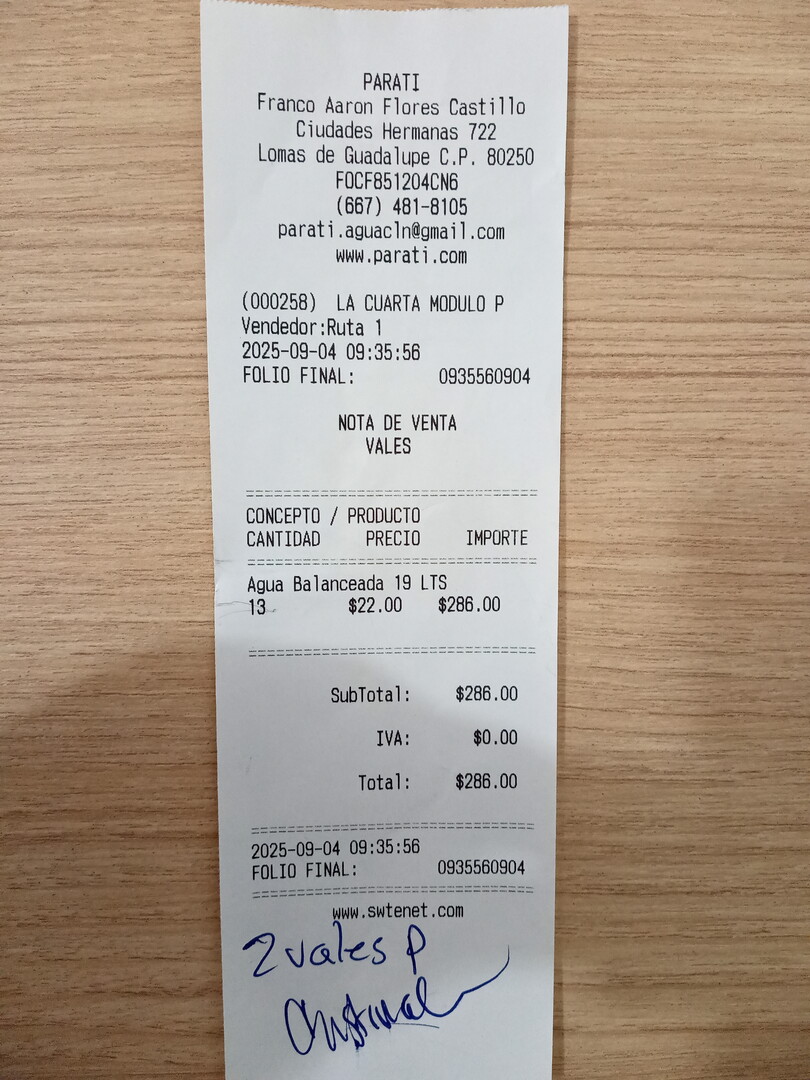 PARATI
Franco Aaron Flores Castillo
Ciudades Hermanas 722
Lomas de Guadalupe C.P. 80250
FOCF851204CN6
(667) 481-8105
parati.aguacln@gmail.com
www.parati.com
(000258) LA CUARTA MODULO P
Vendedor:Ruta 1
2025-09-04 09:35:56
FOLIO FINAL: 0935560904
NOTA DE VENTA
VALES
CONCEPTO / PRODUCTO
CANTIDAD PRECIO IMPORTE
Agua Balanceada 19 LTS
13 $22.00 $286.00
SubTotal: $286.00
IVA: $0.00
Total: $286.00
2025-09-04 09:35:56
FOLIO FINAL: 0935560904
www.swtenet.com
2 vales P